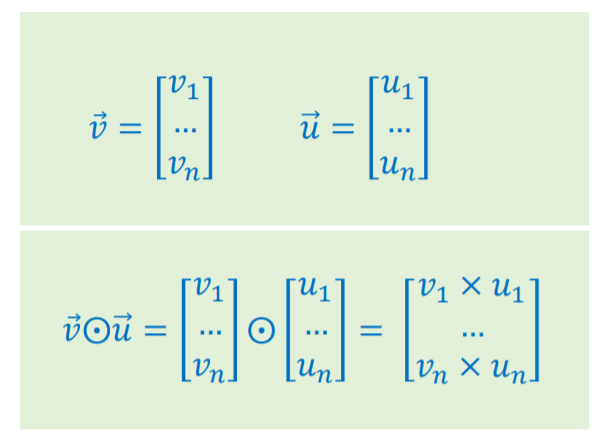 v⃗ = [v₁ ... vₙ] u⃗ = [u₁ ... uₙ]
v⃗⊙u⃗ = [v₁ ... vₙ] ⊙ [u₁ ... uₙ] = [v₁ × u₁ ... vₙ × uₙ]